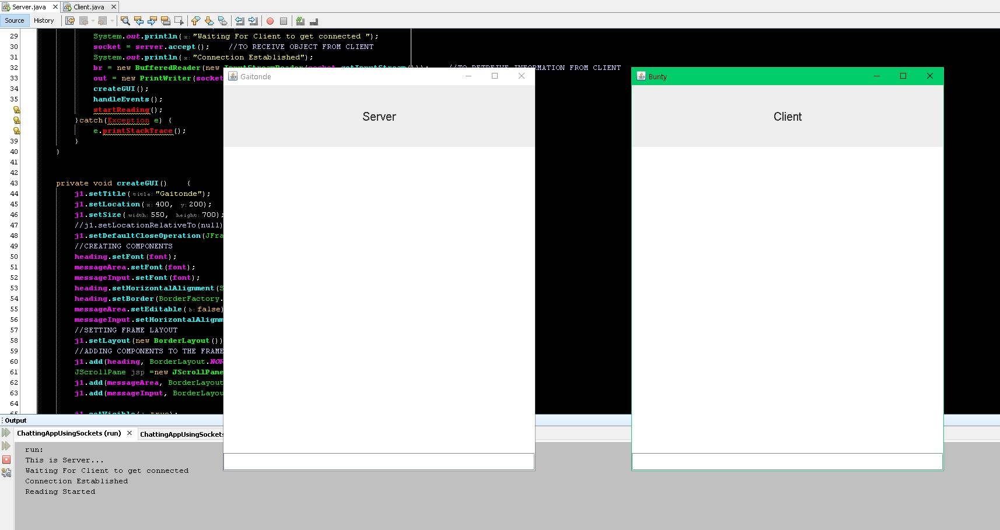 Server.java Client.java
Source History
29 System.out.println(x:"Waiting For Client to get connected ");
30 socket = server.accept(); //TO RECEIVE OBJECT FROM CLIENT
31 System.out.println(x:"Connection Established");
32 br = new BufferedReader(new InputStreamReader(socket.getInputStream())); //TO RETREIVE INFORMATION FROM CLIENT
33 out = new PrintWriter(socket
34 createGUI();
35 handleEvents();
startReading();
}catch(Exception e) {
e.printStackTrace();
39 }
40 }
41
42
43 private void createGUI() {
44 j1.setTitle(title:"Gaitonde");
45 j1.setLocation(x:400, y:200);
46 j1.setSize(width:550, height:700);
47 //j1.setLocationRelativeTo(null)
48 j1.setDefaultCloseOperation(JFra
49 //CREATING COMPONENTS
50 heading.setFont(font);
51 messageArea.setFont(font);
52 messageInput.setFont(font);
53 heading.setHorizontalAlignment(S
54 heading.setBorder(BorderFactory.
55 messageArea.setEditable(b:false)
56 messageInput.setHorizontalAlignm
57 //SETTING FRAME LAYOUT
58 j1.setLayout(new BorderLayout())
59 //ADDING COMPONENTS TO THE FRAME
60 j1.add(heading, BorderLayout.NOR
61 JScrollPane jsp =new JScrollPane
62 j1.add(messageArea, BorderLayout
63 j1.add(messageInput, BorderLayou
64
65 j1.setVisible(b:true);
Gaitonde
Server
Bunty
Client
Output
ChattingAppUsingSockets (run) ChattingAppUsingSockets
run:
This is Server...
Waiting For Client to get connected
Connection Established
Reading Started